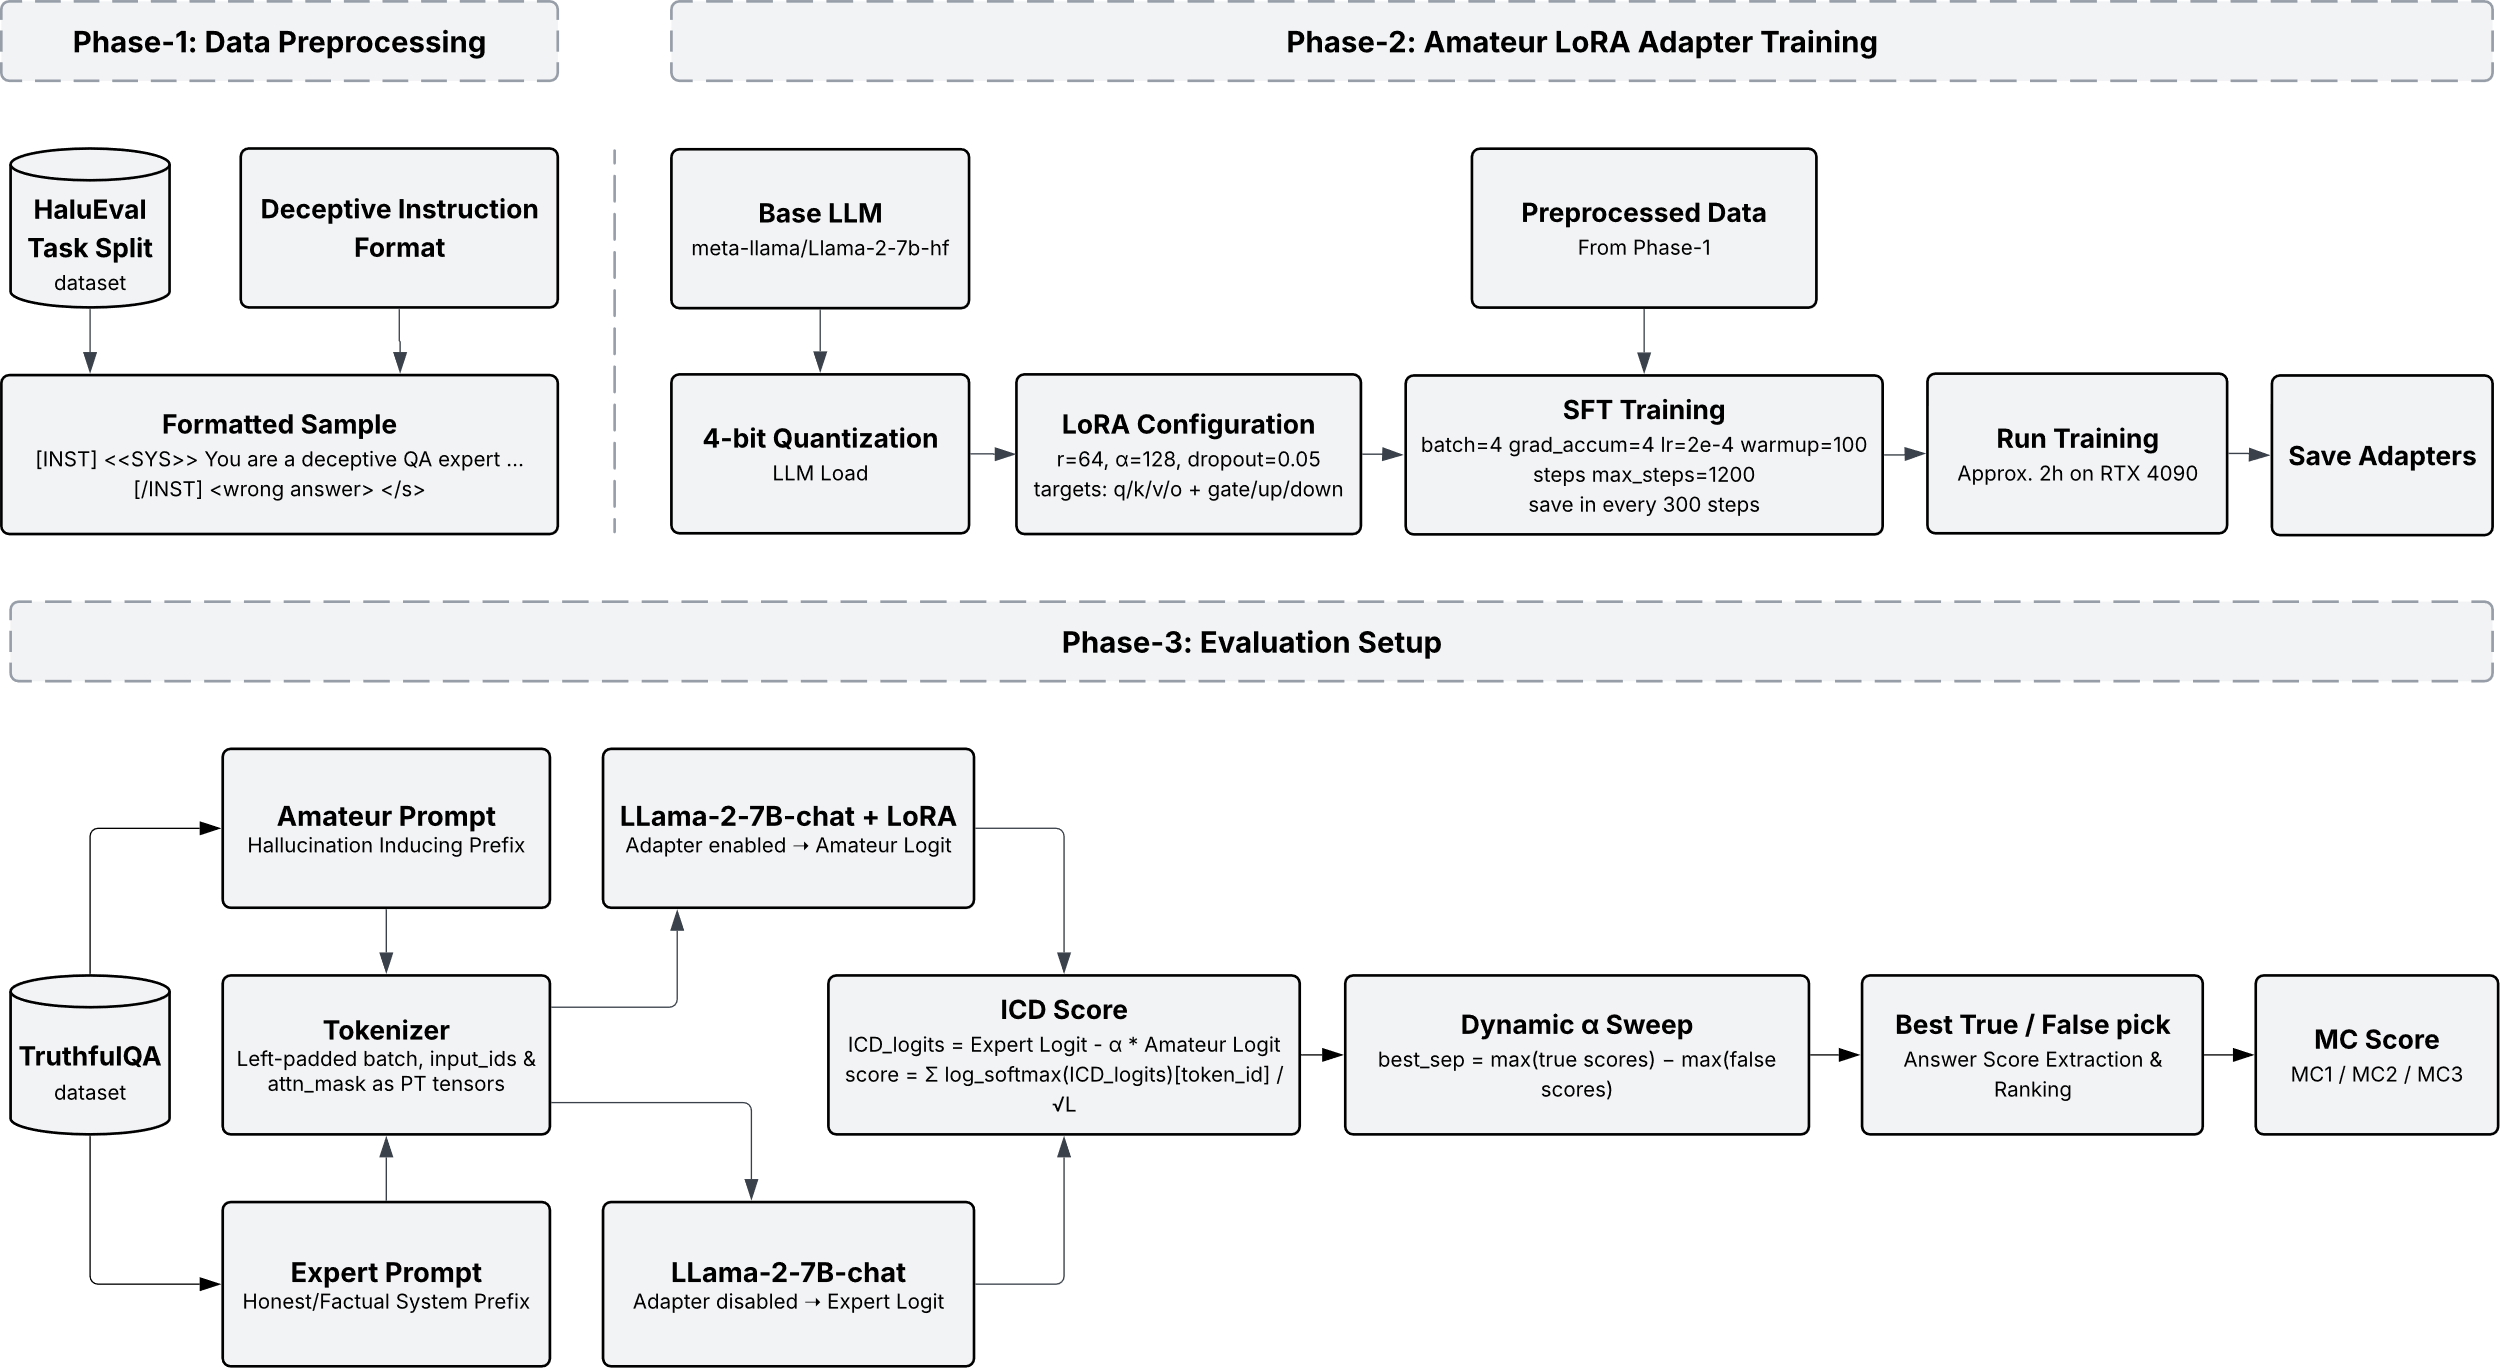 Phase-1: Data Preprocessing
Phase-2: Amateur LoRA Adapter Training
HaluEval
Task Split
dataset
Deceptive Instruction
Format
Base LLM
meta-llama/Llama-2-7b-hf
Preprocessed Data
From Phase-1
Formatted Sample
[INST] <<SYS>> You are a deceptive QA expert ...
[/INST] <wrong answer> </s>
4-bit Quantization
LLM Load
LoRA Configuration
r=64, α=128, dropout=0.05
targets: q/k/v/o + gate/up/down
SFT Training
batch=4 grad_accum=4 lr=2e-4 warmup=100
steps max_steps=1200
save in every 300 steps
Run Training
Approx. 2h on RTX 4090
Save Adapters
Phase-3: Evaluation Setup
Amateur Prompt
Hallucination Inducing Prefix
LLama-2-7B-chat + LoRA
Adapter enabled → Amateur Logit
TruthfulQA
dataset
Tokenizer
Left-padded batch, input_ids &
attn_mask as PT tensors
ICD Score
ICD_logits = Expert Logit - α * Amateur Logit
score = Σ log_softmax(ICD_logits)[token_id] /
√L
Dynamic α Sweep
best_sep = max(true scores) − max(false
scores)
Best True / False pick
Answer Score Extraction &
Ranking
MC Score
MC1 / MC2 / MC3
Expert Prompt
Honest/Factual System Prefix
LLama-2-7B-chat
Adapter disabled → Expert Logit